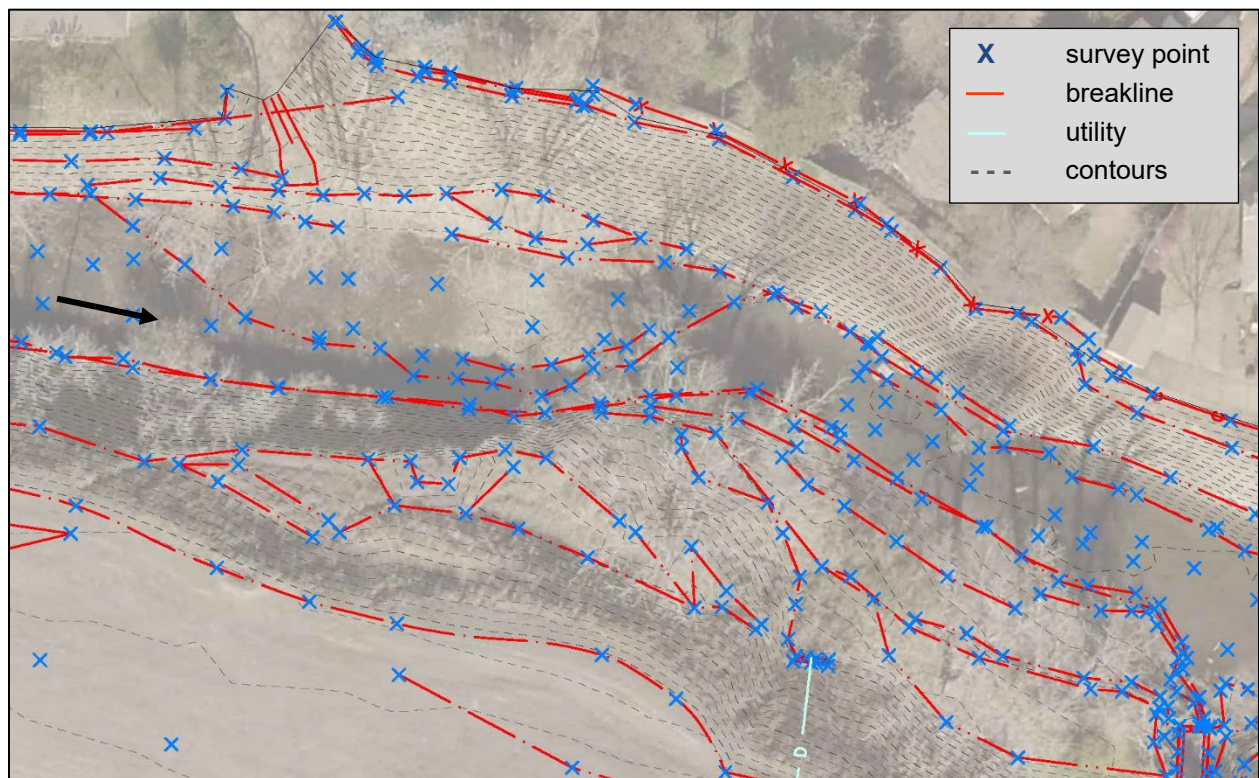 X survey point
breakline
utility
- - - contours
D